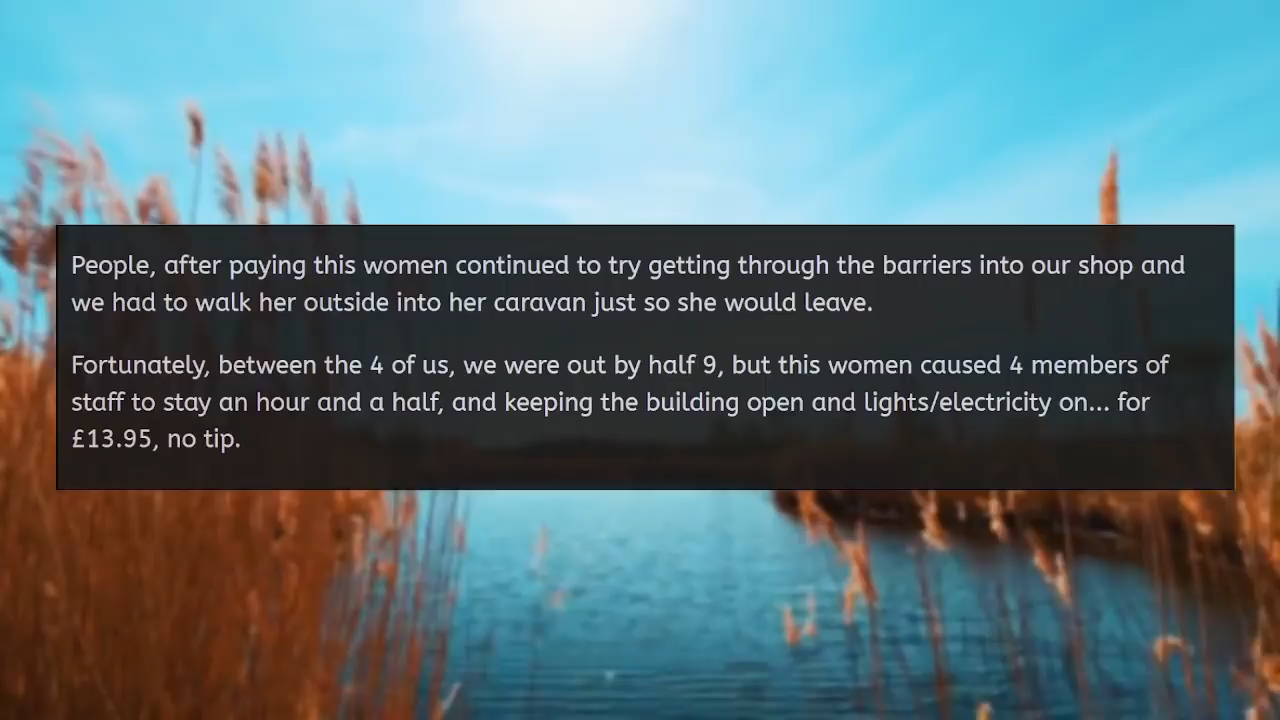 People, after paying this women continued to try getting through the barriers into our shop and
we had to walk her outside into her caravan just so she would leave.
Fortunately, between the 4 of us, we were out by half 9, but this women caused 4 members of
staff to stay an hour and a half, and keeping the building open and lights/electricity on... for
£13.95, no tip.